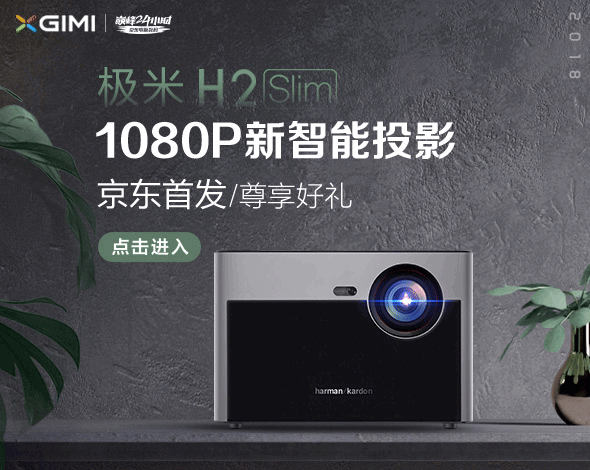 XGIMI | 巅峰24小时
2018
极米 H2 Slim
1080P新智能投影
京东首发/尊享好礼
点击进入
harman/kardon